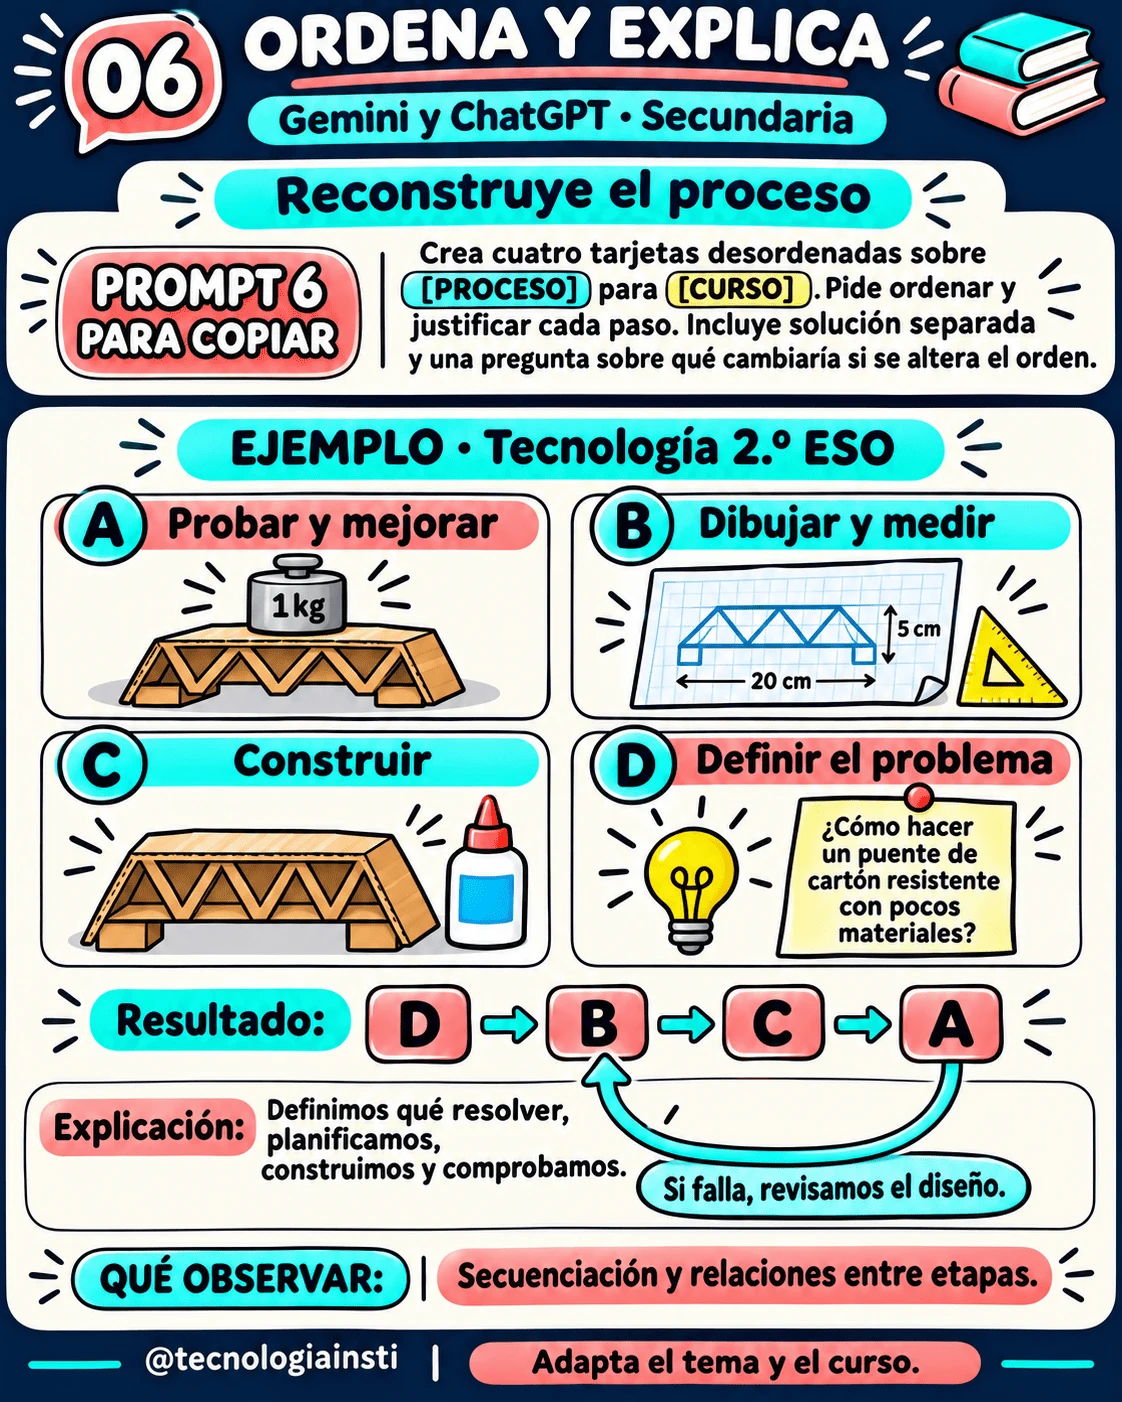 06
ORDENA Y EXPLICA
Gemini y ChatGPT · Secundaria
Reconstruye el proceso
PROMPT 6
PARA COPIAR
Crea cuatro tarjetas desordenadas sobre
[PROCESO] para [CURSO]. Pide ordenar y
justificar cada paso. Incluye solución separada
y una pregunta sobre qué cambiaría si se altera el orden.
EJEMPLO · Tecnología 2.º ESO
A Probar y mejorar
1 kg
B Dibujar y medir
5 cm
20 cm
C Construir
D Definir el problema
¿Cómo hacer
un puente de
cartón resistente
con pocos
materiales?
Resultado: D B C A
Explicación:
Definimos qué resolver,
planificamos,
construimos y comprobamos.
Si falla, revisamos el diseño.
QUÉ OBSERVAR: Secuenciación y relaciones entre etapas.
@tecnologiainsti
Adapta el tema y el curso.